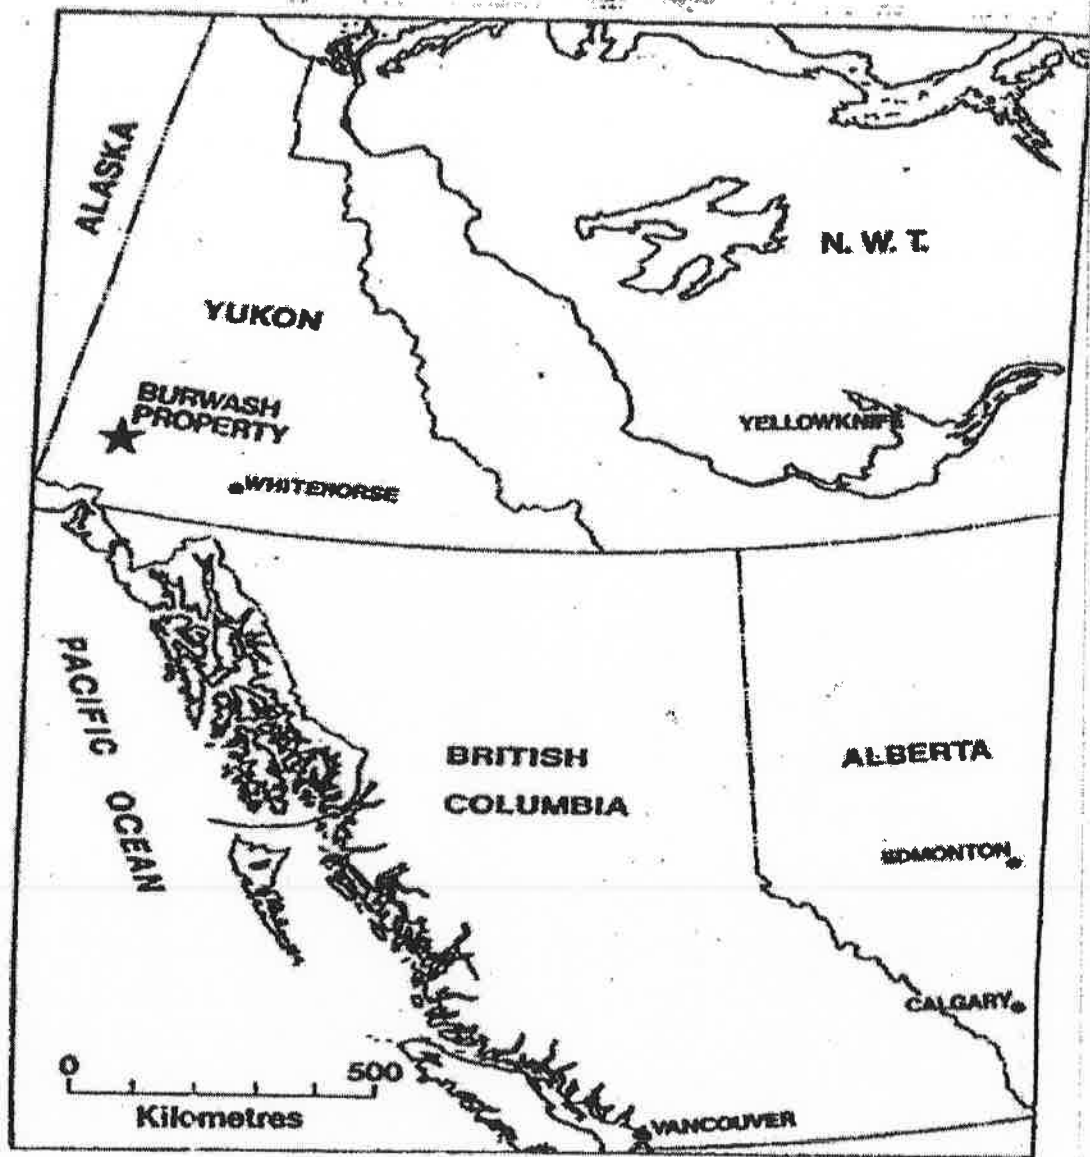 ALASKA
N. W. T.
YUKON
BURWASH
PROPERTY
YELLOWKNIFE
WHITEHORSE
PACIFIC OCEAN
BRITISH
COLUMBIA
ALBERTA
EDMONTON
CALGARY
0 500
Kilometres
VANCOUVER